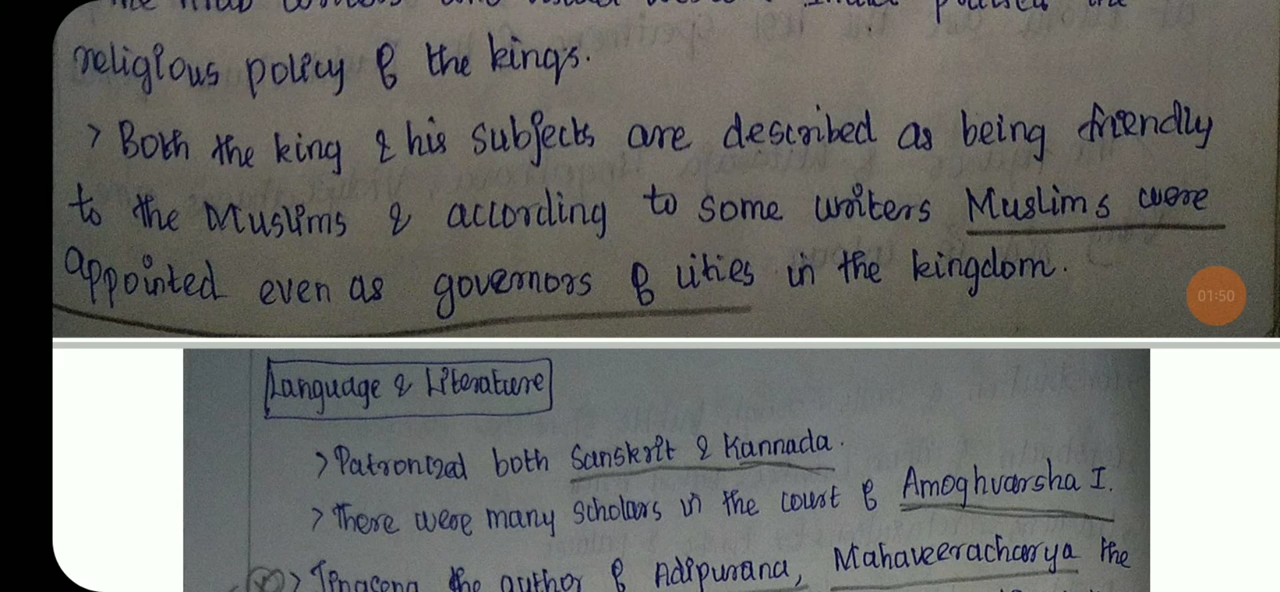 religious policy of the kings.
> Both the king & his subjects are described as being friendly
to the Muslims & according to some writers Muslims were
appointed even as governors of cities in the kingdom.
01:50
Language & Literature
> Patronized both Sanskrit & Kannada.
> There were many scholars in the court of Amoghvarsha I.
> Jinasena the author of Adipurana, Mahaveeracharya the